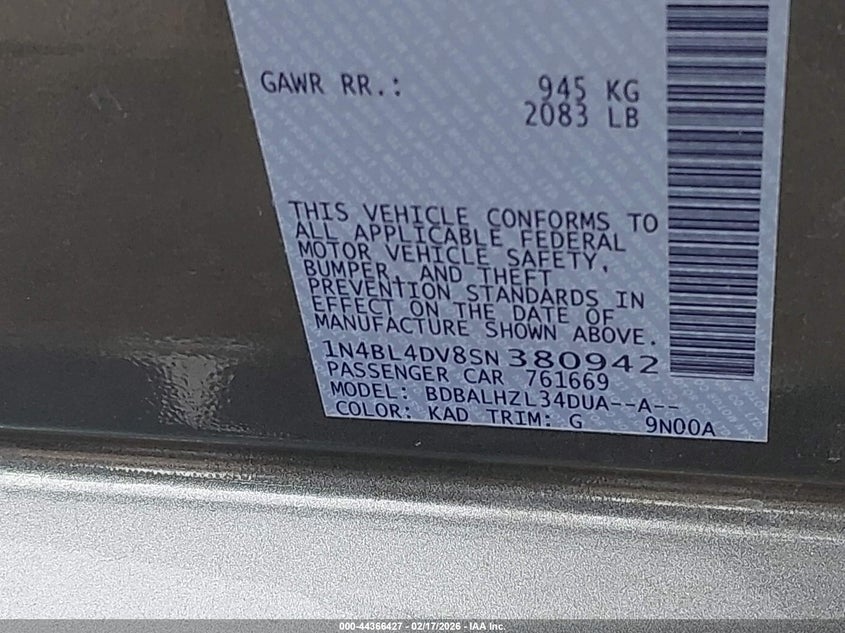 GAWR RR.: 945 KG
2083 LB
THIS VEHICLE CONFORMS TO
ALL APPLICABLE FEDERAL
MOTOR VEHICLE SAFETY,
BUMPER, AND THEFT
PREVENTION STANDARDS IN
EFFECT ON THE DATE OF
MANUFACTURE SHOWN ABOVE.
1N4BL4DV8SN380942
PASSENGER CAR 761669
MODEL: BDBALHZL34DUA--A--
COLOR: KAD TRIM: G 9N00A
000-44366427 - 02/17/2026 - IAA Inc.